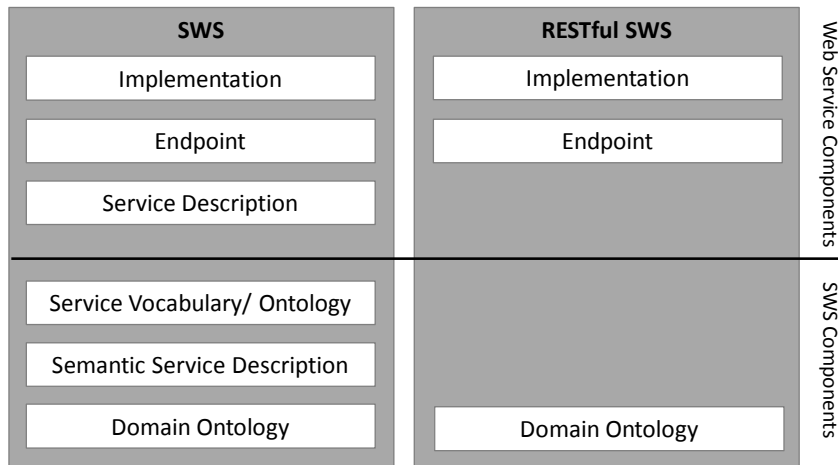 SWS
Implementation
Endpoint
Service Description
Service Vocabulary/ Ontology
Semantic Service Description
Domain Ontology
RESTful SWS
Implementation
Endpoint
Domain Ontology
Web Service Components
SWS Components